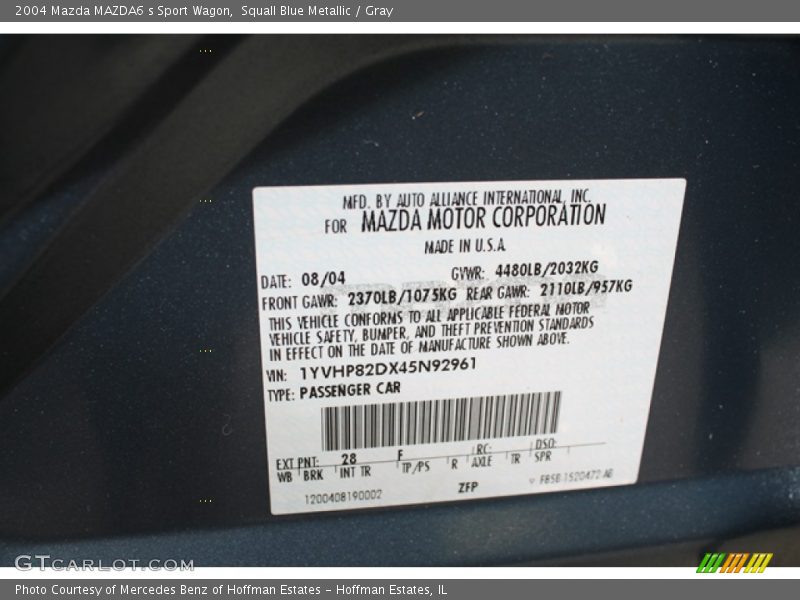 2004 Mazda MAZDA6 s Sport Wagon,  Squall Blue Metallic / Gray
MFD. BY AUTO ALLIANCE INTERNATIONAL, INC.
FOR MAZDA MOTOR CORPORATION
MADE IN U.S.A.
DATE: 08/04 GVWR: 4480LB/2032KG
FRONT GAWR: 2370LB/1075KG REAR GAWR: 2110LB/957KG
THIS VEHICLE CONFORMS TO ALL APPLICABLE FEDERAL MOTOR
VEHICLE SAFETY, BUMPER, AND THEFT PREVENTION STANDARDS
IN EFFECT ON THE DATE OF MANUFACTURE SHOWN ABOVE.
VIN: 1YVHP82DX45N92961
TYPE: PASSENGER CAR
EXT PNT: 28 F RC: DSO:
WB BRK INT TR TP/PS R AXLE TR SPR
1200408190002 ZFP F8SB-1520472-AB
GTCARLOT.COM
Photo Courtesy of Mercedes Benz of Hoffman Estates - Hoffman Estates, IL